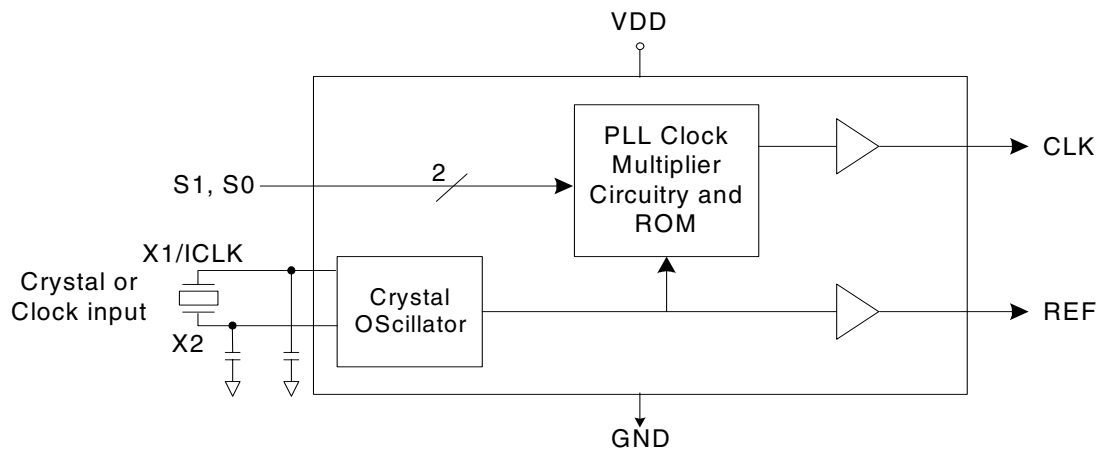 VDD
PLL Clock
Multiplier
Circuitry and
ROM
CLK
2
S1, S0
X1/ICLK
Crystal or
Clock input
X2
Crystal
OScillator
REF
GND